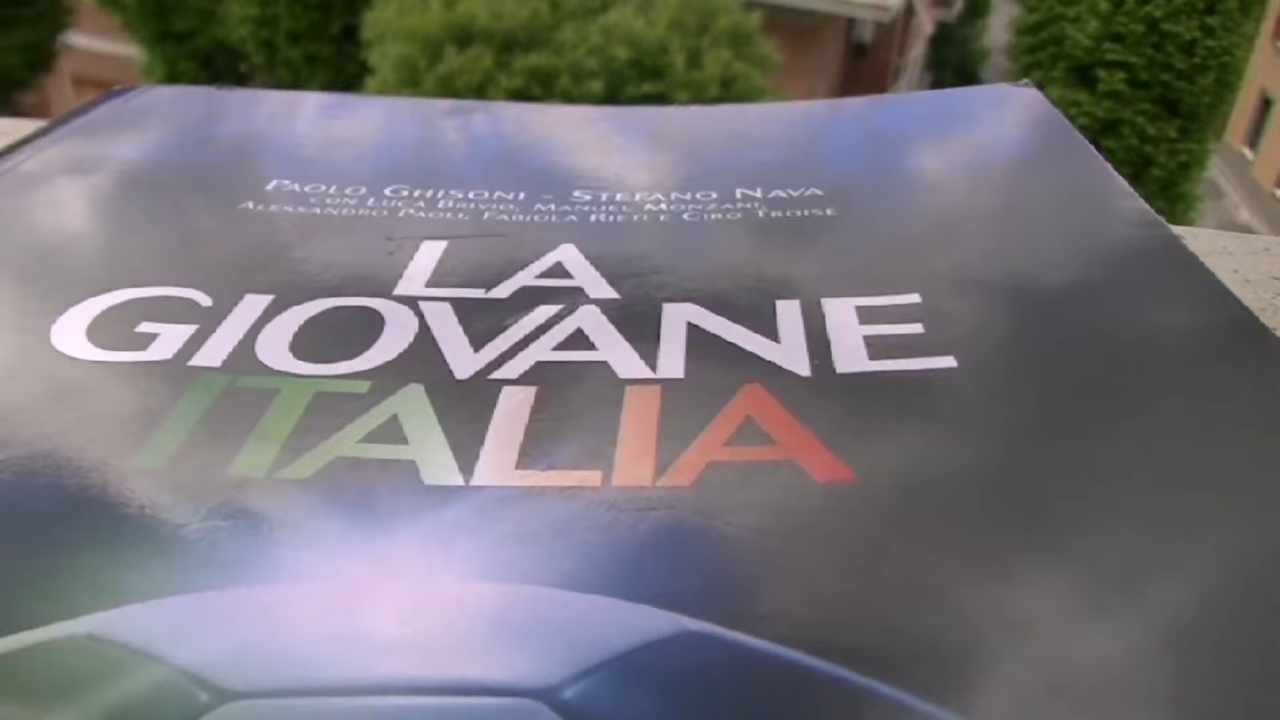 PAOLO GHISONI - STEFANO NAVA
CON LUCA BRIVIO, MANUEL MONZANI,
ALESSANDRO PAOLI, FABIOLA RIETI E CIRO TROISE
LA
GIOVANE
ITALIA